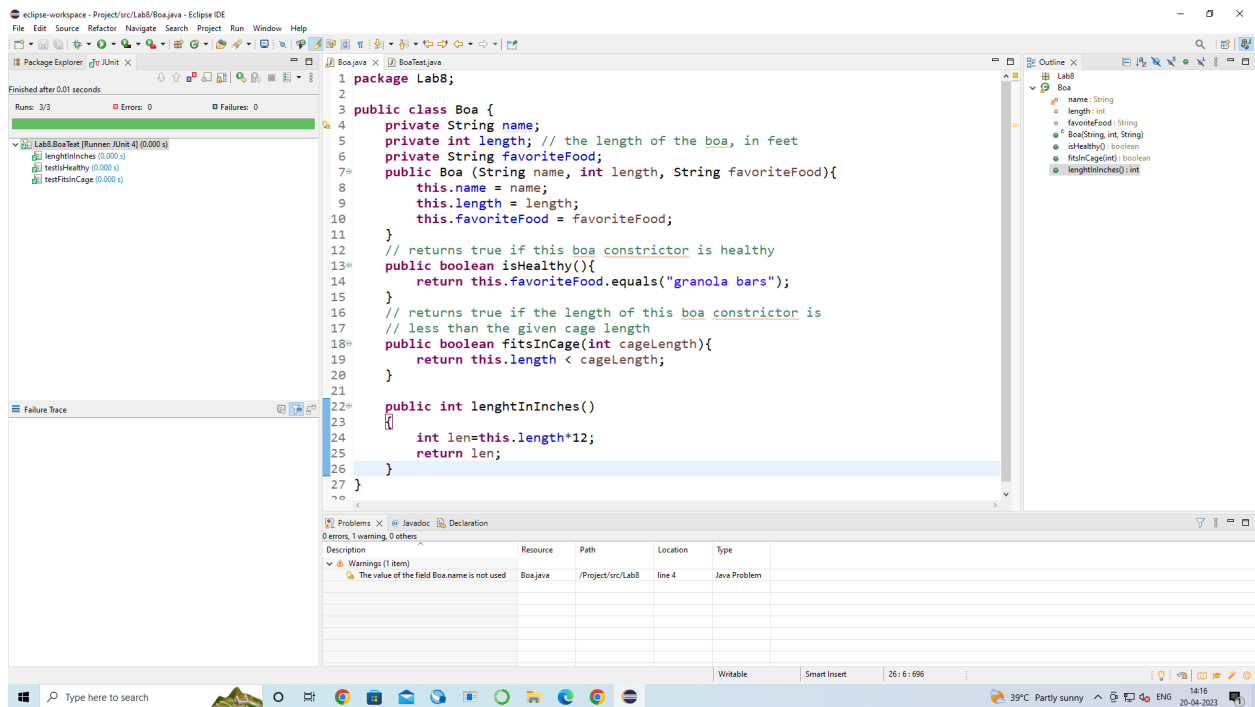 eclipse-workspace - Project/src/Lab8/Boa.java - Eclipse IDE
File Edit Source Refactor Navigate Search Project Run Window Help
Package Explorer JUnit
Finished after 0.01 seconds
Runs: 3/3 Errors: 0 Failures: 0
Lab8.BoaTeat [Runner: JUnit 4] (0.000 s)
lenghtInInches (0.000 s)
testIsHealthy (0.000 s)
testFitsInCage (0.000 s)
Failure Trace
Boa.java BoaTeat.java
1 package Lab8;
2
3 public class Boa {
4 private String name;
5 private int length; // the length of the boa, in feet
6 private String favoriteFood;
7 public Boa (String name, int length, String favoriteFood){
8 this.name = name;
9 this.length = length;
10 this.favoriteFood = favoriteFood;
11 }
12 // returns true if this boa constrictor is healthy
13 public boolean isHealthy(){
14 return this.favoriteFood.equals("granola bars");
15 }
16 // returns true if the length of this boa constrictor is
17 // less than the given cage length
18 public boolean fitsInCage(int cageLength){
19 return this.length < cageLength;
20 }
21
22 public int lenghtInInches()
23 {
24 int len=this.length*12;
25 return len;
26 }
27 }
28
Outline
Lab8
Boa
name : String
length : int
favoriteFood : String
Boa(String, int, String)
isHealthy() : boolean
fitsInCage(int) : boolean
lenghtInInches() : int
Problems Javadoc Declaration
0 errors, 1 warning, 0 others
Description Resource Path Location Type
Warnings (1 item)
The value of the field Boa.name is not used Boa.java /Project/src/Lab8 line 4 Java Problem
Writable Smart Insert 26 : 6 : 696
Type here to search
39°C Partly sunny ENG 14:16
20-04-2023